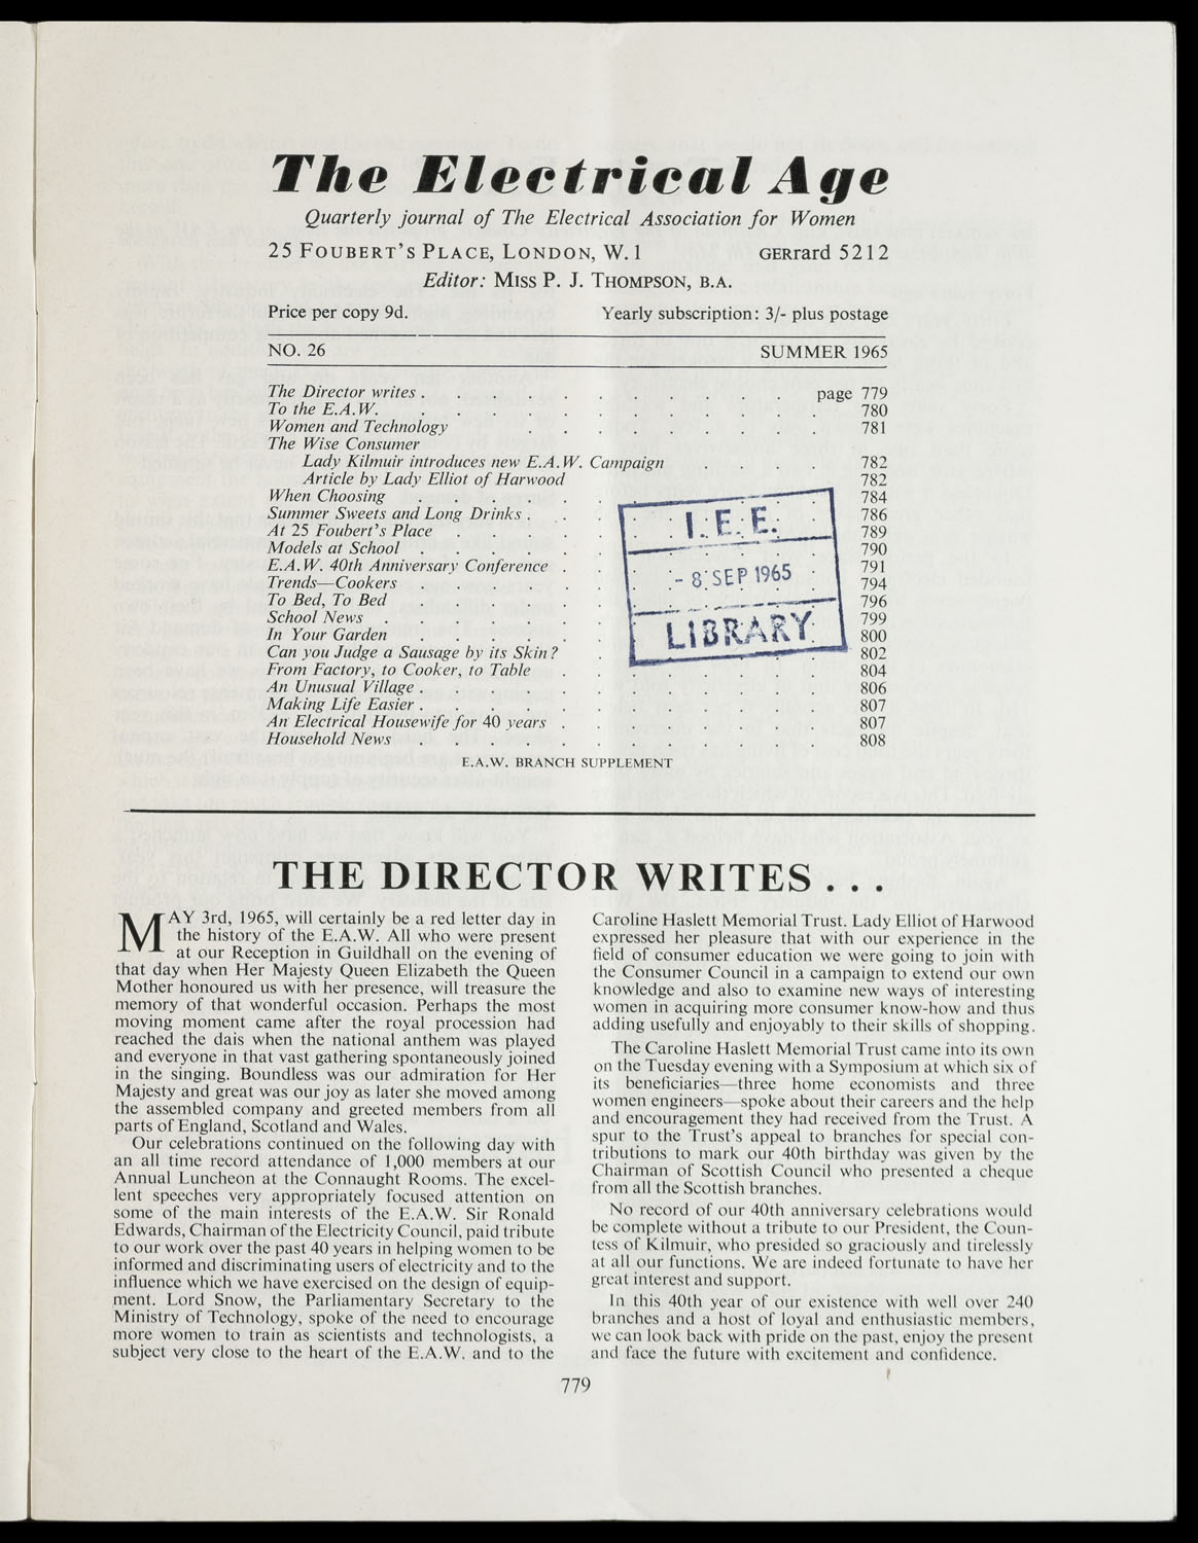 The Electrical Age
Quarterly journal of The Electrical Association for Women
25 FOUBERT'S PLACE, LONDON, W.1 GERrard 5212
Editor: MISS P. J. THOMPSON, B.A.
Price per copy 9d. Yearly subscription: 3/- plus postage
NO. 26 SUMMER 1965
The Director writes . . . . . . . . . . . page 779
To the E.A.W. . . . . . . . . . . . . 780
Women and Technology . . . . . . . . . 781
The Wise Consumer
Lady Kilmuir introduces new E.A.W. Campaign . . . . 782
Article by Lady Elliot of Harwood 782
When Choosing . . . . . . . . . . . . 784
Summer Sweets and Long Drinks . . . . . . . . . 786
At 25 Foubert's Place . . . . . . . . . . . 789
Models at School . . . . . . . . . . . . 790
E.A.W. 40th Anniversary Conference . . . . . . . . 791
Trends—Cookers . . . . . . . . . . . . 794
To Bed, To Bed . . . . . . . . . . . . 796
School News . . . . . . . . . . . . . 799
In Your Garden . . . . . . . . . . . . 800
Can you Judge a Sausage by its Skin? . . . . . . . 802
From Factory, to Cooker, to Table . . . . . . . . 804
An Unusual Village . . . . . . . . . . . . 806
Making Life Easier . . . . . . . . . . . . 807
An Electrical Housewife for 40 years . . . . . . . . 807
Household News . . . . . . . . . . . . 808
I.E.E.
- 8 SEP 1965
LIBRARY
E.A.W. BRANCH SUPPLEMENT
THE DIRECTOR WRITES . . .
MAY 3rd, 1965, will certainly be a red letter day in
the history of the E.A.W. All who were present
at our Reception in Guildhall on the evening of
that day when Her Majesty Queen Elizabeth the Queen
Mother honoured us with her presence, will treasure the
memory of that wonderful occasion. Perhaps the most
moving moment came after the royal procession had
reached the dais when the national anthem was played
and everyone in that vast gathering spontaneously joined
in the singing. Boundless was our admiration for Her
Majesty and great was our joy as later she moved among
the assembled company and greeted members from all
parts of England, Scotland and Wales.
Our celebrations continued on the following day with
an all time record attendance of 1,000 members at our
Annual Luncheon at the Connaught Rooms. The excel-
lent speeches very appropriately focused attention on
some of the main interests of the E.A.W. Sir Ronald
Edwards, Chairman of the Electricity Council, paid tribute
to our work over the past 40 years in helping women to be
informed and discriminating users of electricity and to the
influence which we have exercised on the design of equip-
ment. Lord Snow, the Parliamentary Secretary to the
Ministry of Technology, spoke of the need to encourage
more women to train as scientists and technologists, a
subject very close to the heart of the E.A.W. and to the
Caroline Haslett Memorial Trust. Lady Elliot of Harwood
expressed her pleasure that with our experience in the
field of consumer education we were going to join with
the Consumer Council in a campaign to extend our own
knowledge and also to examine new ways of interesting
women in acquiring more consumer know-how and thus
adding usefully and enjoyably to their skills of shopping.
The Caroline Haslett Memorial Trust came into its own
on the Tuesday evening with a Symposium at which six of
its beneficiaries—three home economists and three
women engineers—spoke about their careers and the help
and encouragement they had received from the Trust. A
spur to the Trust's appeal to branches for special con-
tributions to mark our 40th birthday was given by the
Chairman of Scottish Council who presented a cheque
from all the Scottish branches.
No record of our 40th anniversary celebrations would
be complete without a tribute to our President, the Coun-
tess of Kilmuir, who presided so graciously and tirelessly
at all our functions. We are indeed fortunate to have her
great interest and support.
In this 40th year of our existence with well over 240
branches and a host of loyal and enthusiastic members,
we can look back with pride on the past, enjoy the present
and face the future with excitement and confidence.
779